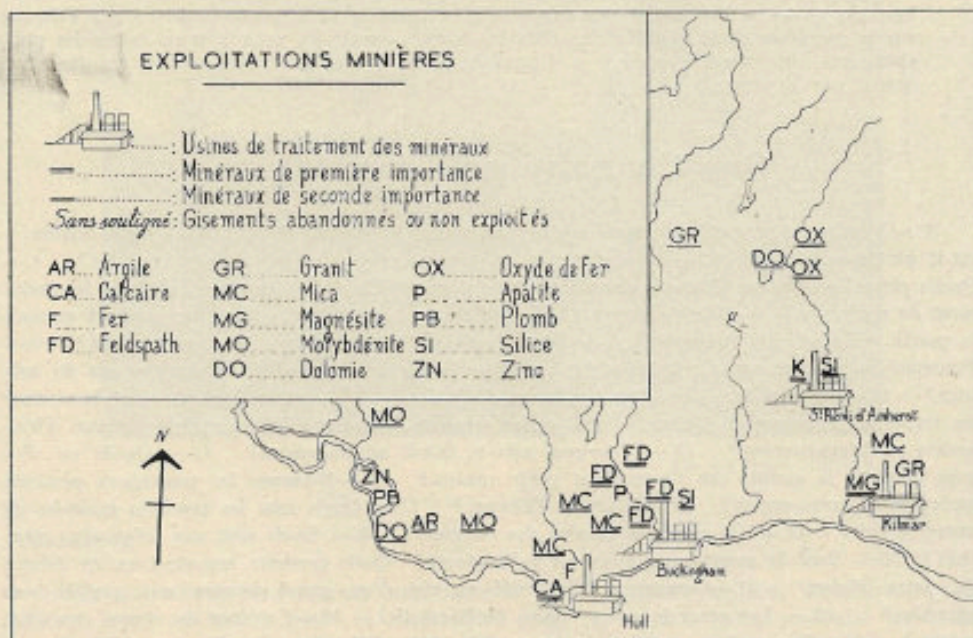 EXPLOITATIONS MINIÈRES
: Usines de traitement des minéraux
: Minéraux de première importance
: Minéraux de seconde importance
Sans souligné: Gisements abandonnés ou non exploités
AR Argile GR Granit OX Oxyde de Fer
CA Calcaire MC Mica P Apatite
F Fer MG Magnésite PB Plomb
FD Feldspath MO Molybdénite SI Silice
DO Dolomie ZN Zinc
GR OX
DO OX
K SI
St Rémi d'Amherst
MO MC
N FD GR
ZN FD P FD SI MG
PB MC Kilmar
DO AR MO MC FD
MC Buckingham
F
CA
Hull